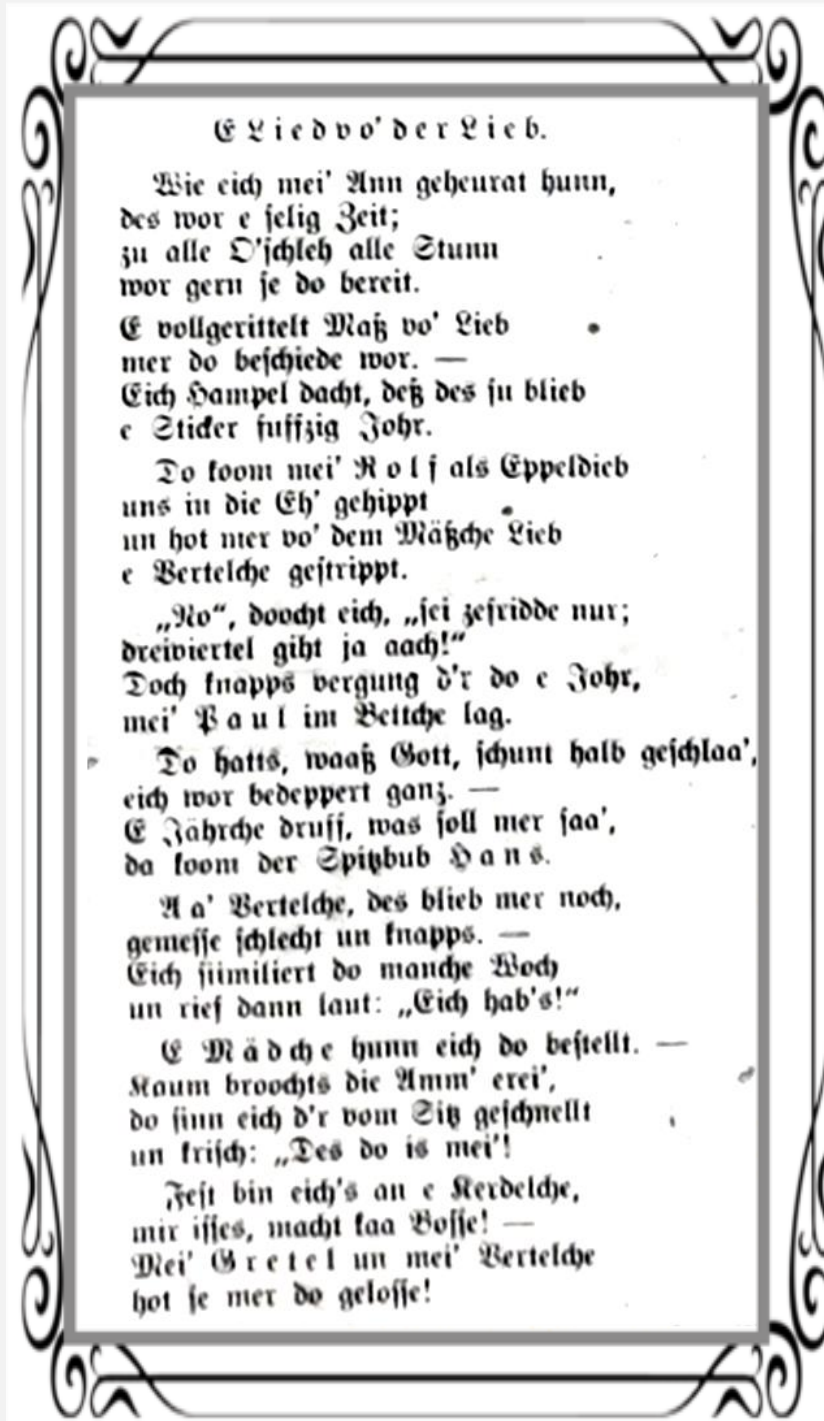 E Lied vo' der Lieb.
Wie eich mei' Ann geheurat hunn,
des wor e selig Zeit;
zu alle O'schleh alle Stunn
wor gern se do bereit.
E vollgerittelt Maß vo' Lieb
mer do beschiede wor. —
Eich Hampel dacht, deß des su blieb
e Sticker fuffzig Johr.
Do koom mei' Rolf als Eppeldieb
uns in die Eh' gehippt
un hot mer vo' dem Mäßche Lieb
e Vertelche gestrippt.
„No“, doocht eich, „sei zefridde nur;
dreiviertel gibt ja aach!“
Doch knapps vergung d'r do e Johr,
mei' Paul im Bettche lag.
Do hatts, waaß Gott, schunt halb geschlaa',
eich wor bedeppert ganz. —
E Jährche druff, was soll mer saa',
da koom der Spitzbub Hans.
A a' Vertelche, des blieb mer noch,
gemesse schlecht un knapps. —
Eich siimiliert do manche Woch
un rief dann laut: „Eich hab's!“
E Mädche hunn eich do bestellt. —
Kaum broochts die Amm' erei',
do sinn eich d'r vom Sitz geschnellt
un krisch: „Des do is mei'!
Fest bin eich's an e Kerdelche,
mir isses, macht kaa Bosse! —
Mei' Gretel un mei' Vertelche
hot se mer do gelosse!